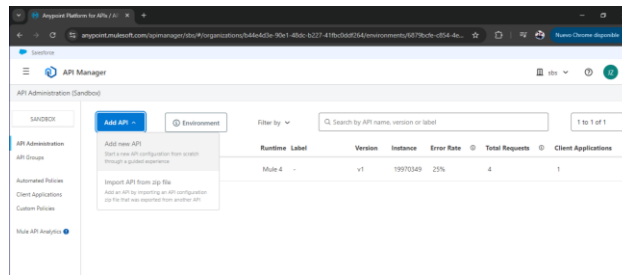 Anypoint Platform for APIs / AI
anypoint.mulesoft.com/apimanager/sbs/#/organizations/b44e4d3e-90e1-48dc-b227-41fbc0ddf264/environments/6879bcfe-c854-4e...
Nuevo Chrome disponible
Seedorse
API Manager
sbs
?
JZ
API Administration (Sandbox)
SANDBOX
Add API
Environment
Filter by
Search by API name, version or label
1 to 1 of 1
API Administration
API Groups
Automated Policies
Client Applications
Custom Policies
Mule API Analytics
Add new API
Start a new API configuration from scratch
through a guided experience
Import API from zip file
Add an API by importing an API configuration
zip file that was exported from another API
Runtime Label Version Instance Error Rate Total Requests Client Applications
Mule 4 - v1 19970349 25% 4 1